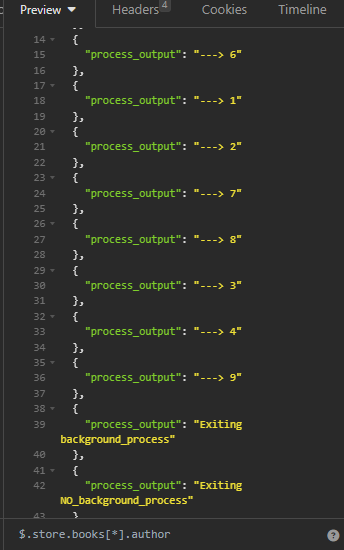 Preview Headers 4 Cookies Timeline
14 {
15 "process_output": "---> 6"
16 },
17 {
18 "process_output": "---> 1"
19 },
20 {
21 "process_output": "---> 2"
22 },
23 {
24 "process_output": "---> 7"
25 },
26 {
27 "process_output": "---> 8"
28 },
29 {
30 "process_output": "---> 3"
31 },
32 {
33 "process_output": "---> 4"
34 },
35 {
36 "process_output": "---> 9"
37 },
38 {
39 "process_output": "Exiting
background_process"
40 },
41 {
42 "process_output": "Exiting
NO_background_process"
43 }
$.store.books[*].author ?